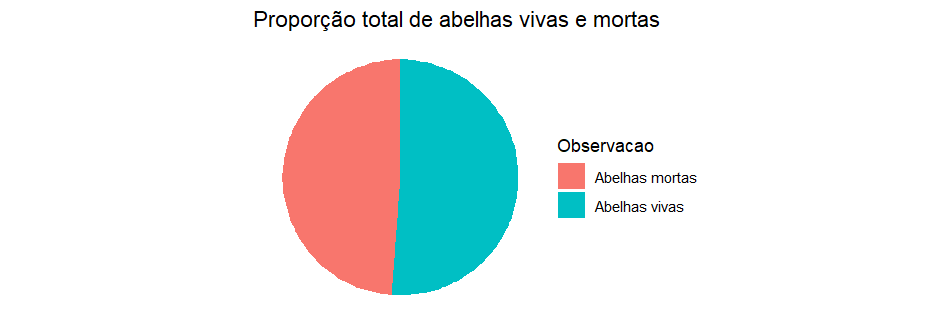 Proporção total de abelhas vivas e mortas
Observacao
Abelhas mortas
Abelhas vivas